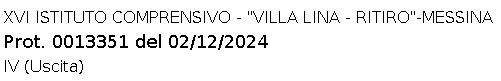 XVI ISTITUTO COMPRENSIVO - "VILLA LINA - RITIRO"-MESSINA
Prot. 0013351 del 02/12/2024
IV (Uscita)